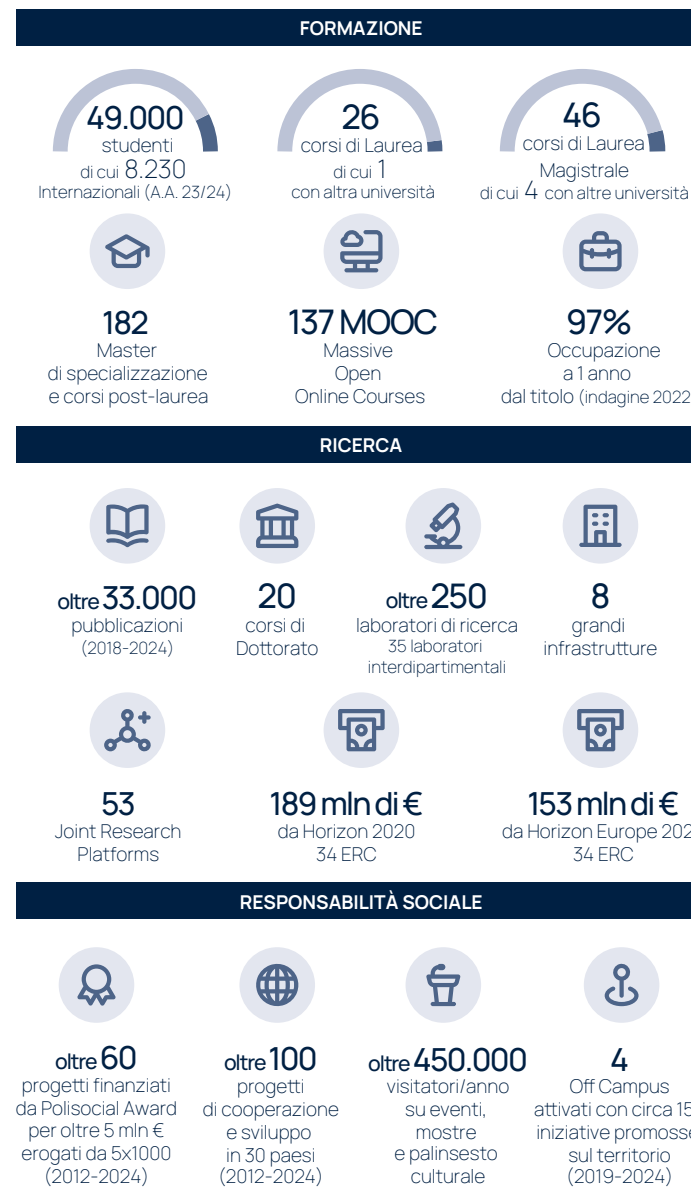 FORMAZIONE
49.000
studenti
di cui 8.230
Internazionali (A.A. 23/24)
26
corsi di Laurea
di cui 1
con altra università
46
corsi di Laurea
Magistrale
di cui 4 con altre università
182
Master
di specializzazione
e corsi post-laurea
137 MOOC
Massive
Open
Online Courses
97%
Occupazione
a 1 anno
dal titolo (indagine 2022
RICERCA
oltre 33.000
pubblicazioni
(2018-2024)
20
corsi di
Dottorato
oltre 250
laboratori di ricerca
35 laboratori
interdipartimentali
8
grandi
infrastrutture
53
Joint Research
Platforms
189 mln di €
da Horizon 2020
34 ERC
153 mln di €
da Horizon Europe 202
34 ERC
RESPONSABILITÀ SOCIALE
oltre 60
progetti finanziati
da Polisocial Award
per oltre 5 mln €
erogati da 5x1000
(2012-2024)
oltre 100
progetti
di cooperazione
e sviluppo
in 30 paesi
(2012-2024)
oltre 450.000
visitatori/anno
su eventi,
mostre
e palinsesto
culturale
4
Off Campus
attivati con circa 15
iniziative promosse
sul territorio
(2019-2024)